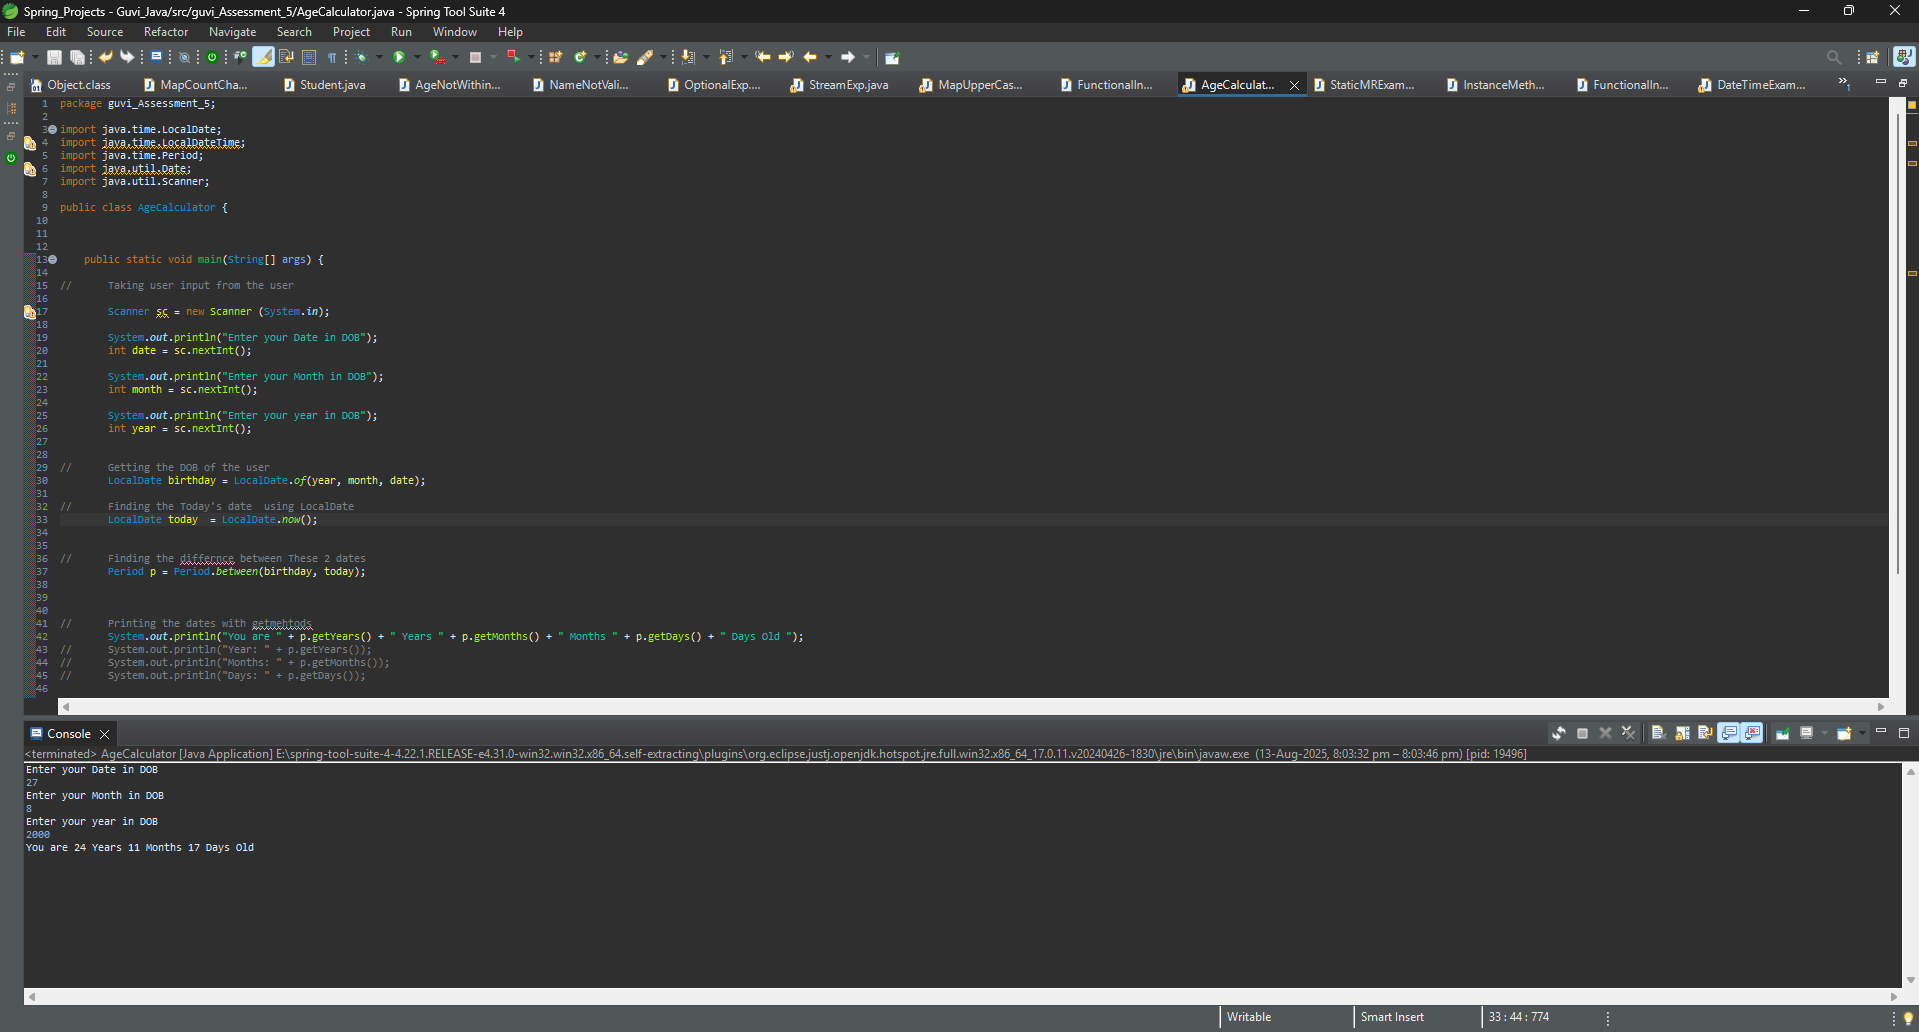 Spring_Projects - Guvi_Java/src/guvi_Assessment_5/AgeCalculator.java - Spring Tool Suite 4
File Edit Source Refactor Navigate Search Project Run Window Help
Object.class MapCountCha... Student.java AgeNotWithin... NameNotVali... OptionalExp.... StreamExp.java MapUpperCas... FunctionalIn... AgeCalculat... StaticMRExam... InstanceMeth... FunctionalIn... DateTimeExam... »1
1 package guvi_Assessment_5;
2
3 import java.time.LocalDate;
4 import java.time.LocalDateTime;
5 import java.time.Period;
6 import java.util.Date;
7 import java.util.Scanner;
8
9 public class AgeCalculator {
10
11
12
13 public static void main(String[] args) {
14
15 // Taking user input from the user
16
17 Scanner sc = new Scanner (System.in);
18
19 System.out.println("Enter your Date in DOB");
20 int date = sc.nextInt();
21
22 System.out.println("Enter your Month in DOB");
23 int month = sc.nextInt();
24
25 System.out.println("Enter your year in DOB");
26 int year = sc.nextInt();
27
28
29 // Getting the DOB of the user
30 LocalDate birthday = LocalDate.of(year, month, date);
31
32 // Finding the Today's date  using LocalDate
33 LocalDate today  = LocalDate.now();
34
35
36 // Finding the differnce between These 2 dates
37 Period p = Period.between(birthday, today);
38
39
40
41 // Printing the dates with getmehtods
42 System.out.println("You are " + p.getYears() + " Years " + p.getMonths() + " Months " + p.getDays() + " Days Old ");
43 // System.out.println("Year: " + p.getYears());
44 // System.out.println("Months: " + p.getMonths());
45 // System.out.println("Days: " + p.getDays());
46
Console
<terminated> AgeCalculator [Java Application] E:\spring-tool-suite-4-4.22.1.RELEASE-e4.31.0-win32.win32.x86_64.self-extracting\plugins\org.eclipse.justj.openjdk.hotspot.jre.full.win32.x86_64_17.0.11.v20240426-1830\jre\bin\javaw.exe (13-Aug-2025, 8:03:32 pm – 8:03:46 pm) [pid: 19496]
Enter your Date in DOB
27
Enter your Month in DOB
8
Enter your year in DOB
2000
You are 24 Years 11 Months 17 Days Old
Writable Smart Insert 33 : 44 : 774